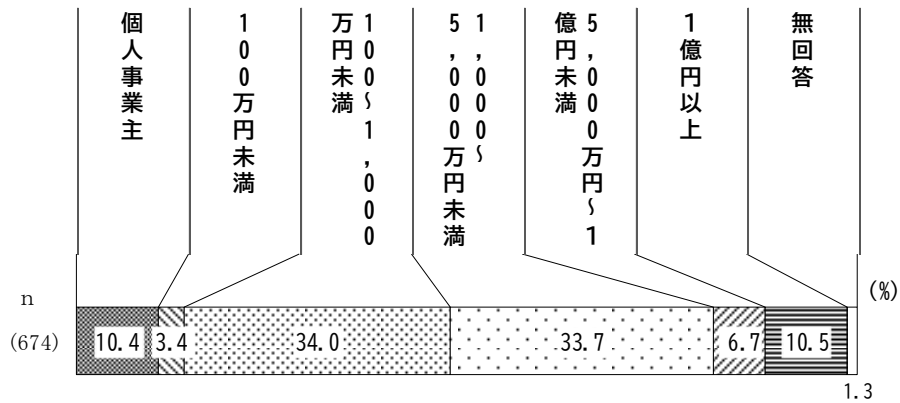 個人事業主
100万円未満
100～1,000
万円未満
1,000～
5,000万円未満
5,000万円～1
億円未満
1億円以上
無回答
(%)
n
(674)
10.4
3.4
34.0
33.7
6.7
10.5
1.3